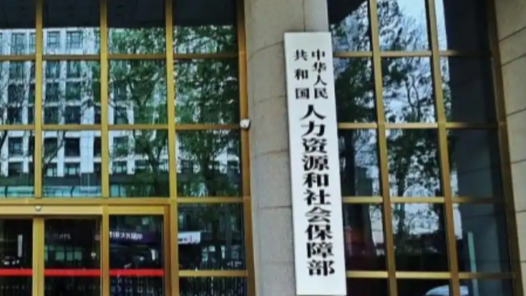 中华人民
共和国
人力资源和社会保障部